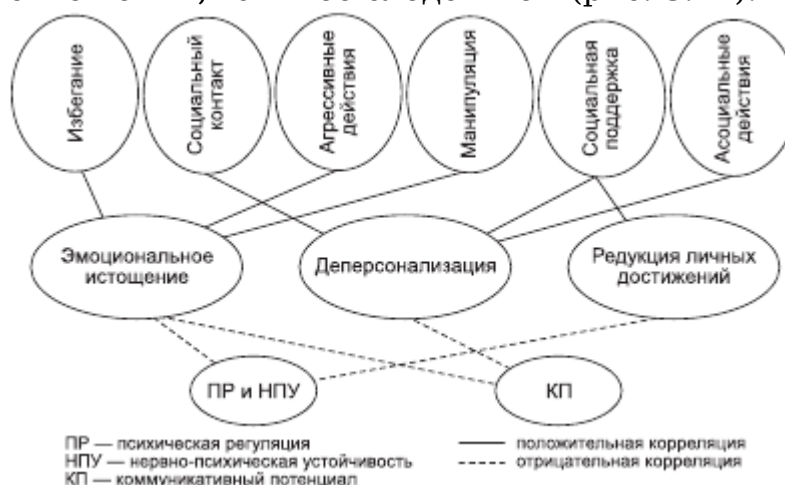 Избегание
Социальный
контакт
Агрессивные
действия
Манипуляция
Социальная
поддержка
Асоциальные
действия
Эмоциональное
истощение
Деперсонализация
Редукция личных
достижений
ПР и НПУ
КП
ПР — психическая регуляция
НПУ — нервно-психическая устойчивость
КП — коммуникативный потенциал
положительная корреляция
отрицательная корреляция